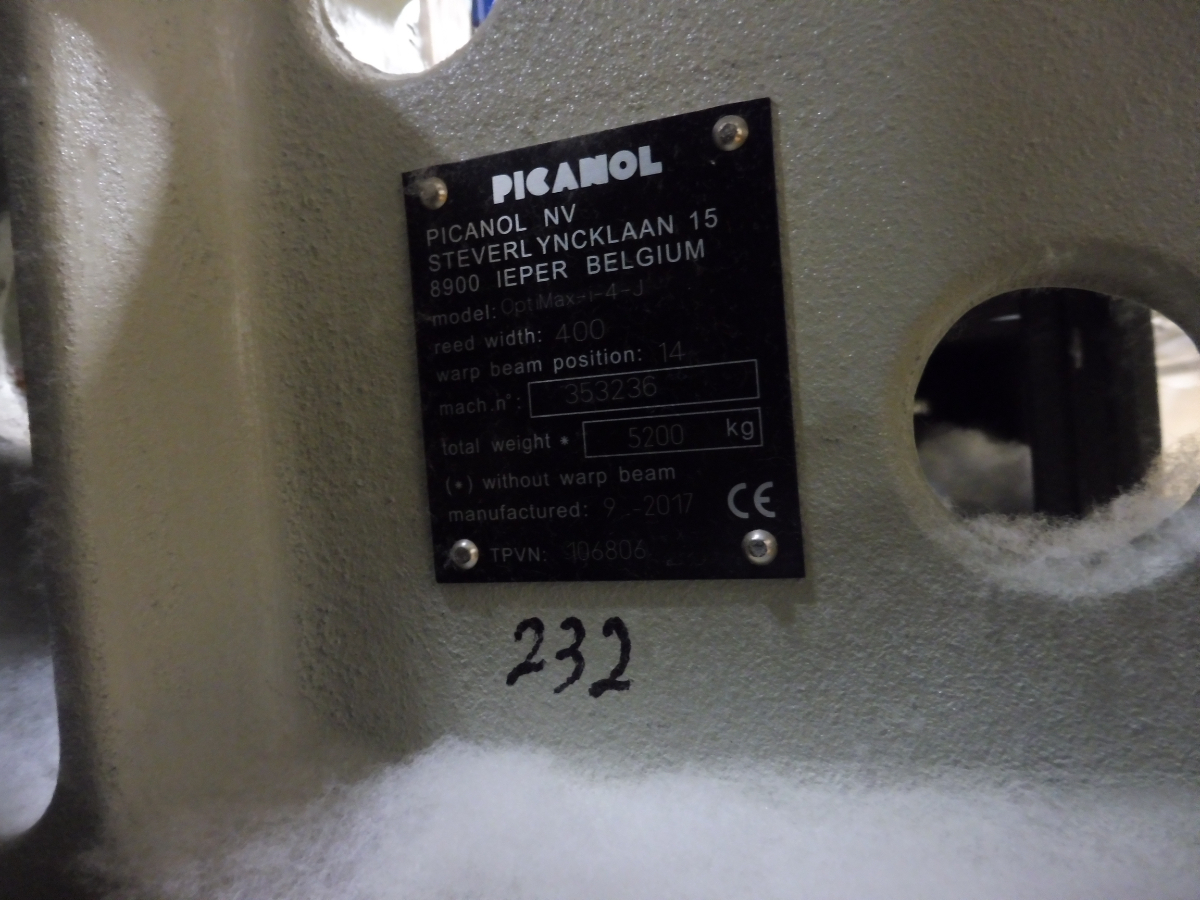 PICANOL
PICANOL NV
STEVERLYNCKLAAN 15
8900 IEPER BELGIUM
model: OptiMax-i-4-J
reed width: 400
warp beam position: 14
mach.n°: 353236
total weight * 5200 kg
(*) without warp beam
manufactured: 9 -2017 CE
TPVN: 106806
232